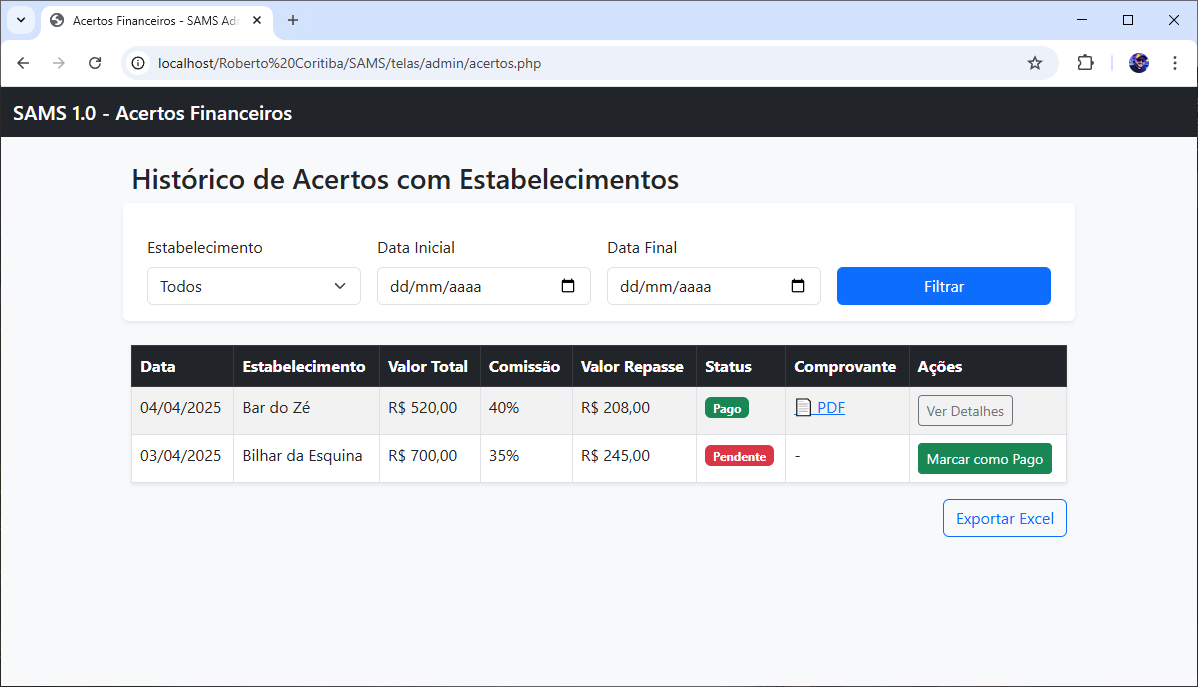 Acertos Financeiros - SAMS Adr
localhost/Roberto%20Coritiba/SAMS/telas/admin/acertos.php
SAMS 1.0 - Acertos Financeiros
Histórico de Acertos com Estabelecimentos
Estabelecimento Data Inicial Data Final
Todos dd/mm/aaaa dd/mm/aaaa Filtrar
Data Estabelecimento Valor Total Comissão Valor Repasse Status Comprovante Ações
04/04/2025 Bar do Zé R$ 520,00 40% R$ 208,00 Pago PDF Ver Detalhes
03/04/2025 Bilhar da Esquina R$ 700,00 35% R$ 245,00 Pendente - Marcar como Pago
Exportar Excel